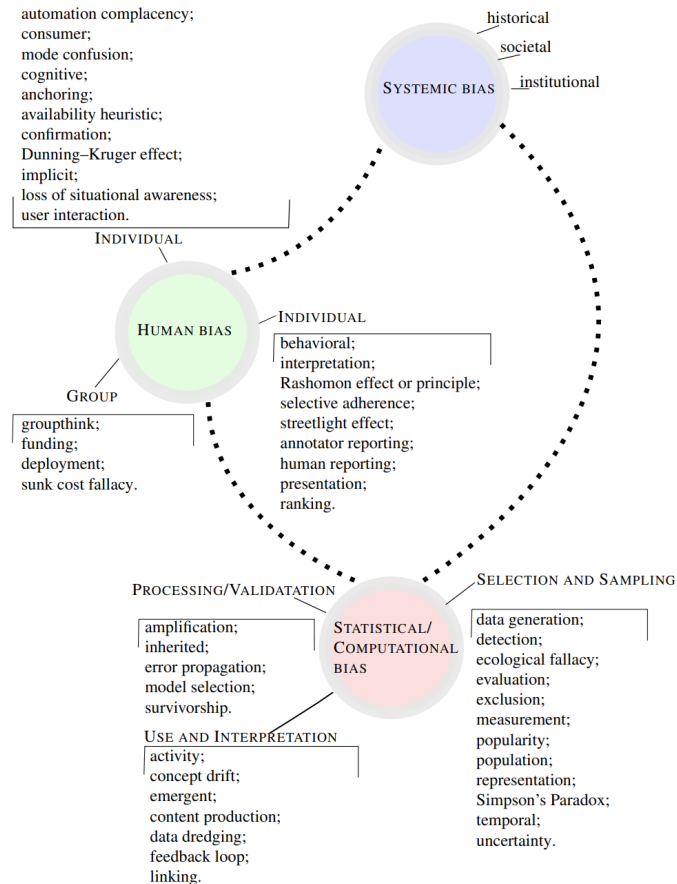 automation complacency;
consumer;
mode confusion;
cognitive;
anchoring;
availability heuristic;
confirmation;
Dunning–Kruger effect;
implicit;
loss of situational awareness;
user interaction.
INDIVIDUAL
historical
societal
institutional
SYSTEMIC BIAS
HUMAN BIAS
INDIVIDUAL
behavioral;
interpretation;
Rashomon effect or principle;
selective adherence;
streetlight effect;
annotator reporting;
human reporting;
presentation;
ranking.
GROUP
groupthink;
funding;
deployment;
sunk cost fallacy.
PROCESSING/VALIDATATION
amplification;
inherited;
error propagation;
model selection;
survivorship.
STATISTICAL/
COMPUTATIONAL
BIAS
SELECTION AND SAMPLING
data generation;
detection;
ecological fallacy;
evaluation;
exclusion;
measurement;
popularity;
population;
representation;
Simpson's Paradox;
temporal;
uncertainty.
USE AND INTERPRETATION
activity;
concept drift;
emergent;
content production;
data dredging;
feedback loop;
linking.